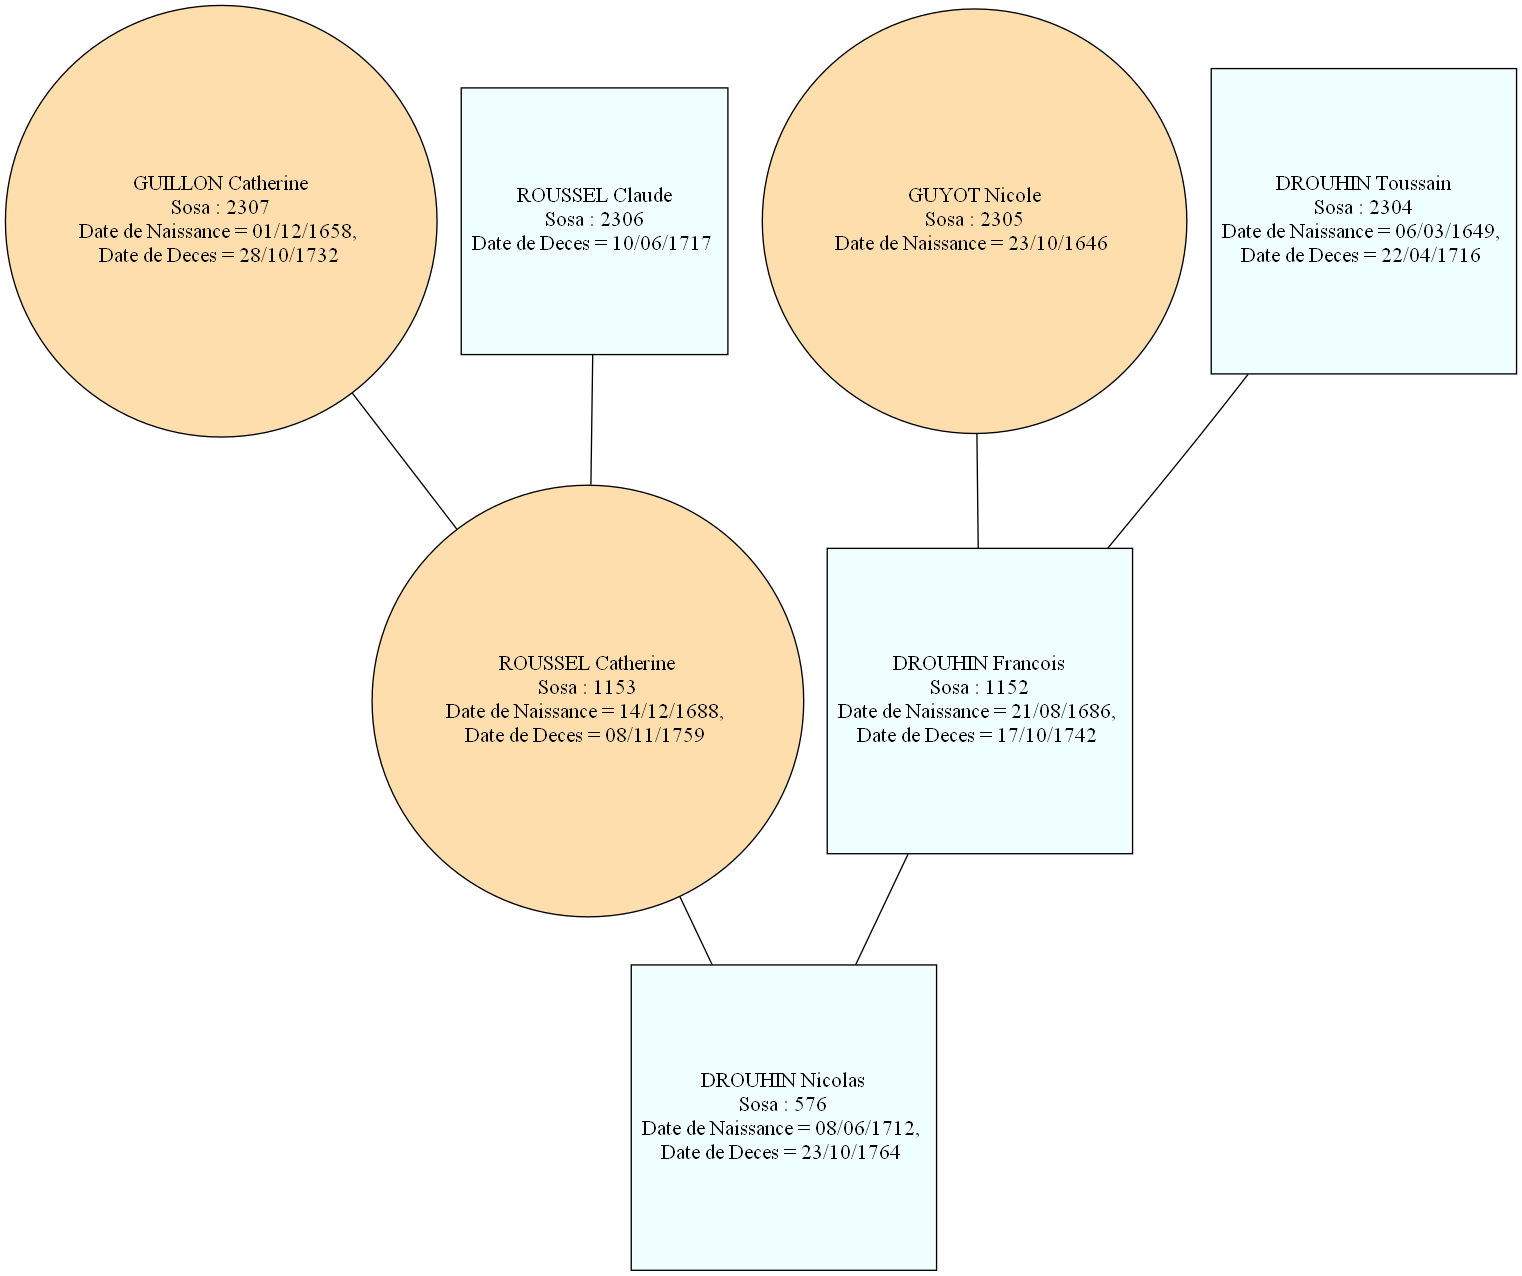 GUILLON Catherine
Sosa : 2307
Date de Naissance = 01/12/1658,
Date de Deces = 28/10/1732
ROUSSEL Claude
Sosa : 2306
Date de Deces = 10/06/1717
GUYOT Nicole
Sosa : 2305
Date de Naissance = 23/10/1646
DROUHIN Toussain
Sosa : 2304
Date de Naissance = 06/03/1649,
Date de Deces = 22/04/1716
ROUSSEL Catherine
Sosa : 1153
Date de Naissance = 14/12/1688,
Date de Deces = 08/11/1759
DROUHIN Francois
Sosa : 1152
Date de Naissance = 21/08/1686,
Date de Deces = 17/10/1742
DROUHIN Nicolas
Sosa : 576
Date de Naissance = 08/06/1712,
Date de Deces = 23/10/1764